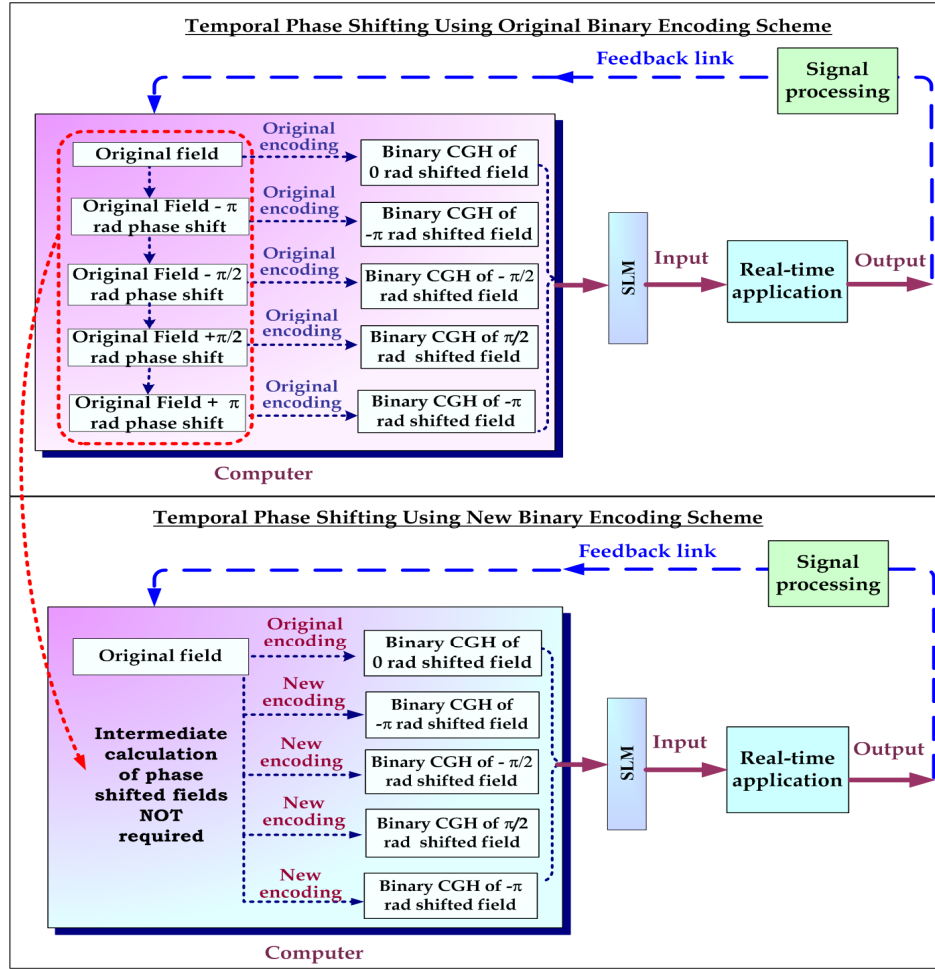 Temporal Phase Shifting Using Original Binary Encoding Scheme
Feedback link
Signal
processing
Original field
Original
encoding
Binary CGH of
0 rad shifted field
Original Field - π
rad phase shift
Original
encoding
Binary CGH of
-π rad shifted field
Original Field - π/2
rad phase shift
Original
encoding
Binary CGH of - π/2
rad shifted field
Original Field +π/2
rad phase shift
Original
encoding
Binary CGH of π/2
rad shifted field
Original Field + π
rad phase shift
Original
encoding
Binary CGH of -π
rad shifted field
SLM
Input
Real-time
application
Output
Computer
Temporal Phase Shifting Using New Binary Encoding Scheme
Feedback link
Signal
processing
Original field
Original
encoding
Binary CGH of
0 rad shifted field
New
encoding
Binary CGH of
-π rad shifted field
New
encoding
Binary CGH of - π/2
rad shifted field
New
encoding
Binary CGH of π/2
rad shifted field
New
encoding
Binary CGH of -π
rad shifted field
Intermediate
calculation
of phase
shifted fields
NOT
required
SLM
Input
Real-time
application
Output
Computer